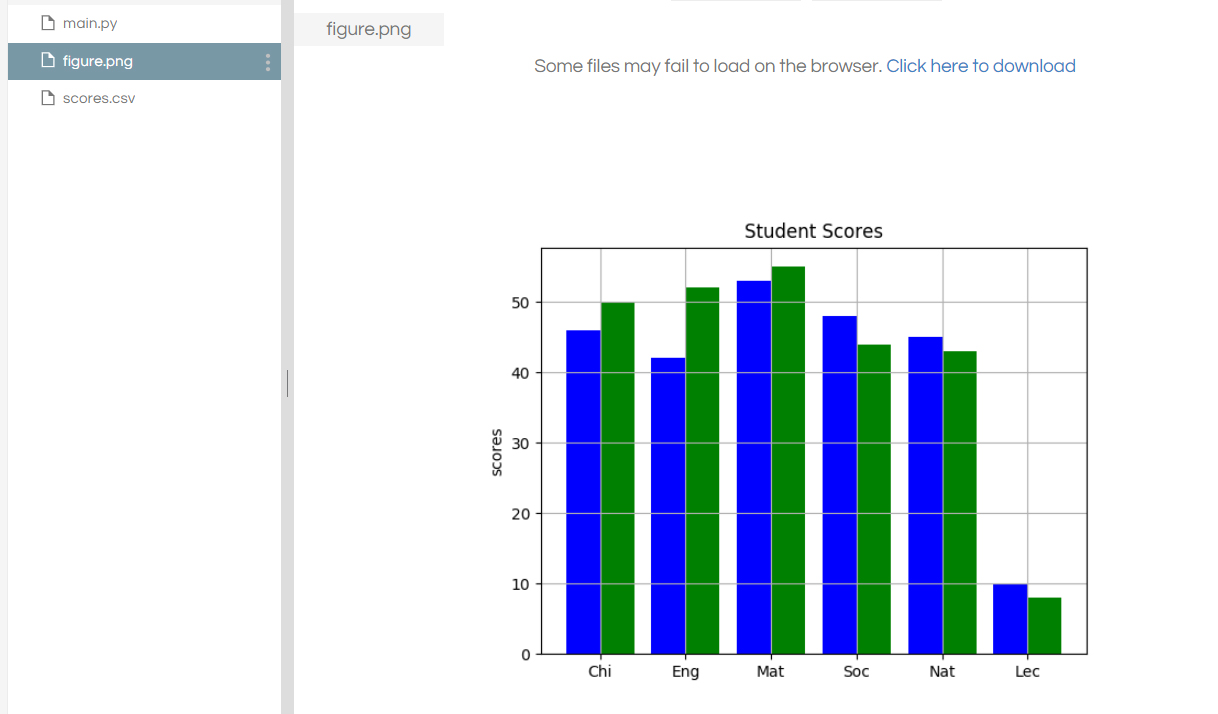 main.py
figure.png
scores.csv
figure.png
Some files may fail to load on the browser. Click here to download
Student Scores
scores
50
40
30
20
10
0
Chi Eng Mat Soc Nat Lec